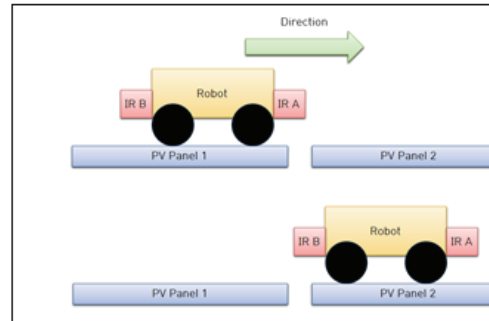 Direction
IR B
Robot
IR A
PV Panel 1
PV Panel 2
IR B
Robot
IR A
PV Panel 1
PV Panel 2